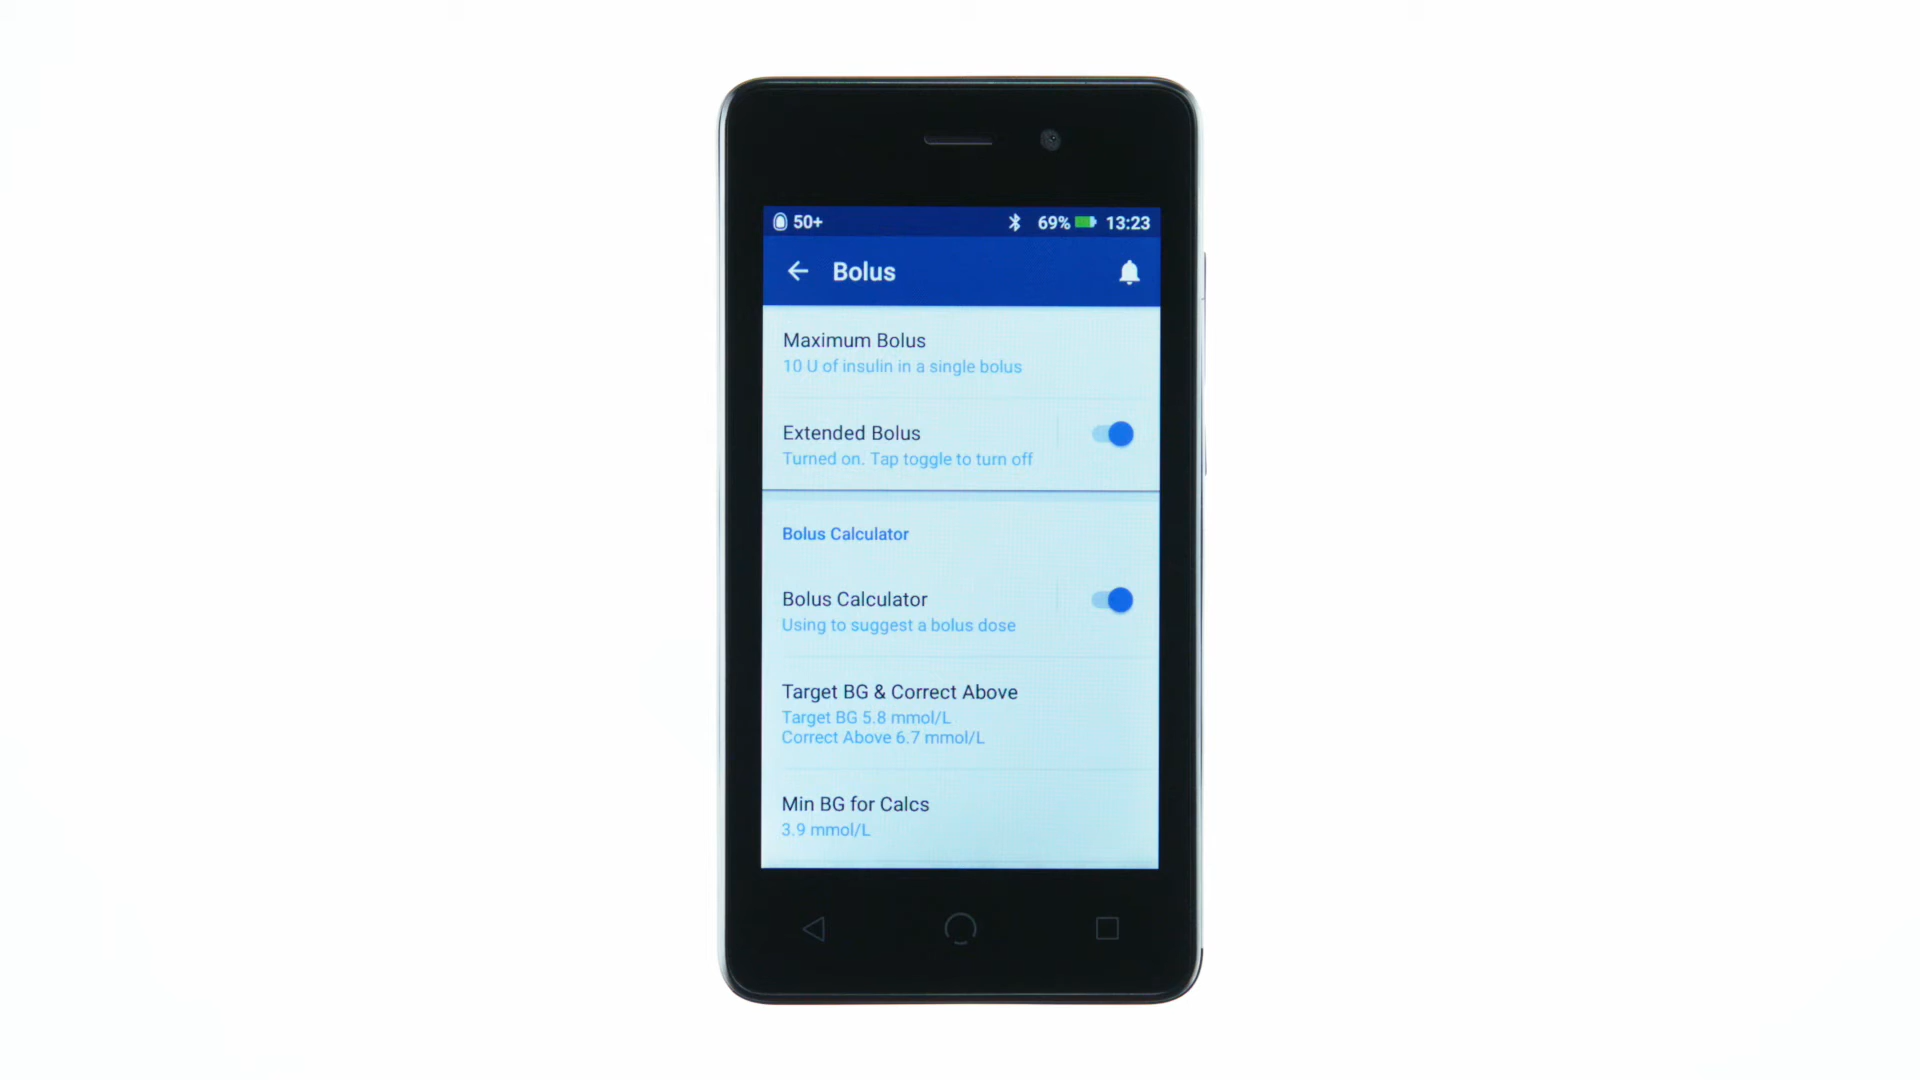 50+
69%
13:23
Bolus
Maximum Bolus
10 U of insulin in a single bolus
Extended Bolus
Turned on. Tap toggle to turn off
Bolus Calculator
Bolus Calculator
Using to suggest a bolus dose
Target BG & Correct Above
Target BG 5.8 mmol/L
Correct Above 6.7 mmol/L
Min BG for Calcs
3.9 mmol/L